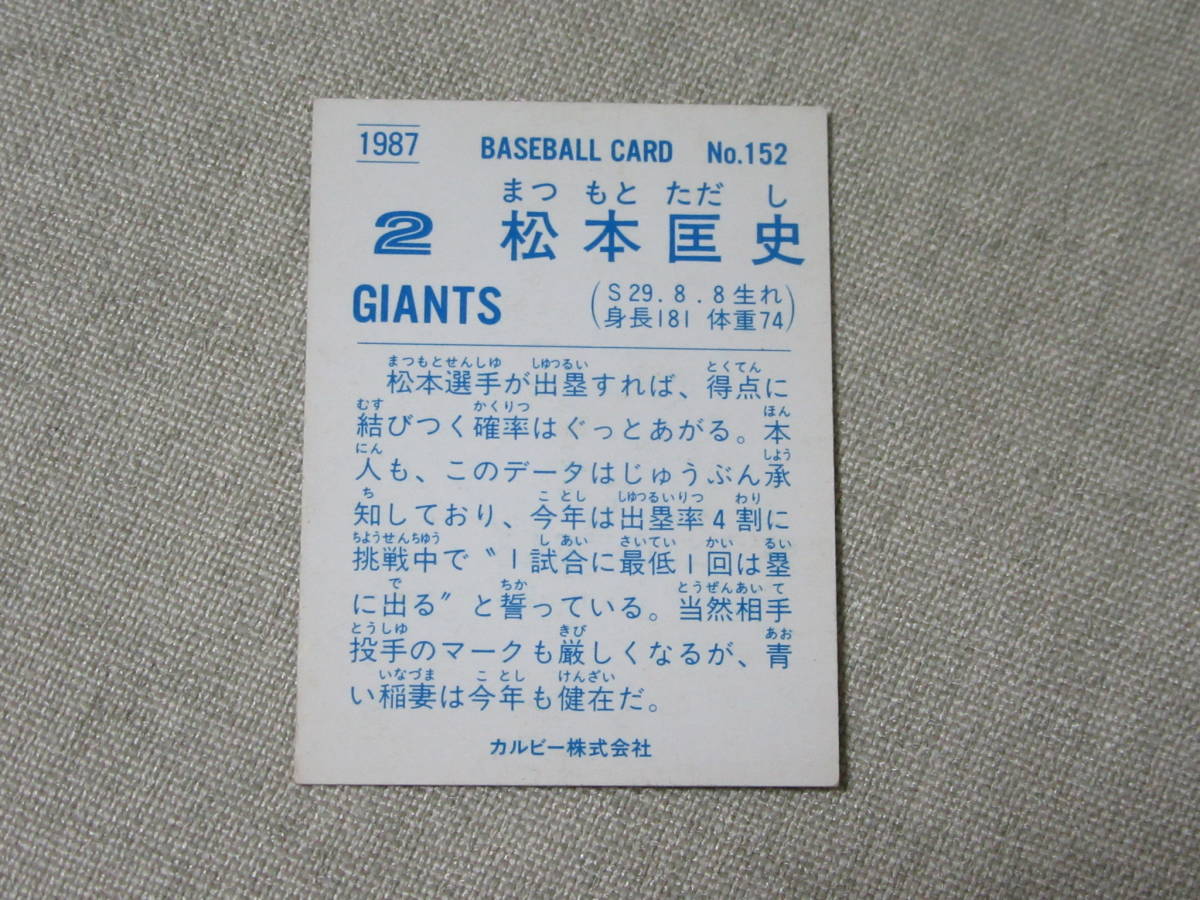 1987 BASEBALL CARD No.152
まつ もと ただ し
2 松本匡史
GIANTS (S29.8.8生れ
身長181 体重74)
まつもとせんしゆ しゆつるい とくてん
松本選手が出塁すれば、得点に
むす かくりつ ほん
結びつく確率はぐっとあがる。本
にん しよう
人も、このデータはじゅうぶん承
ち こ とし しゆつるいりつ わり
知しており、今年は出塁率4割に
ちようせんちゆう し あい さいてい かい るい
挑戦中で〝1試合に最低1回は塁
で ちか とうぜんあい て
に出る〟と誓っている。当然相手
とうしゆ きび あお
投手のマークも厳しくなるが、青
いなづま こ とし けんざい
い稲妻は今年も健在だ。
カルビー株式会社